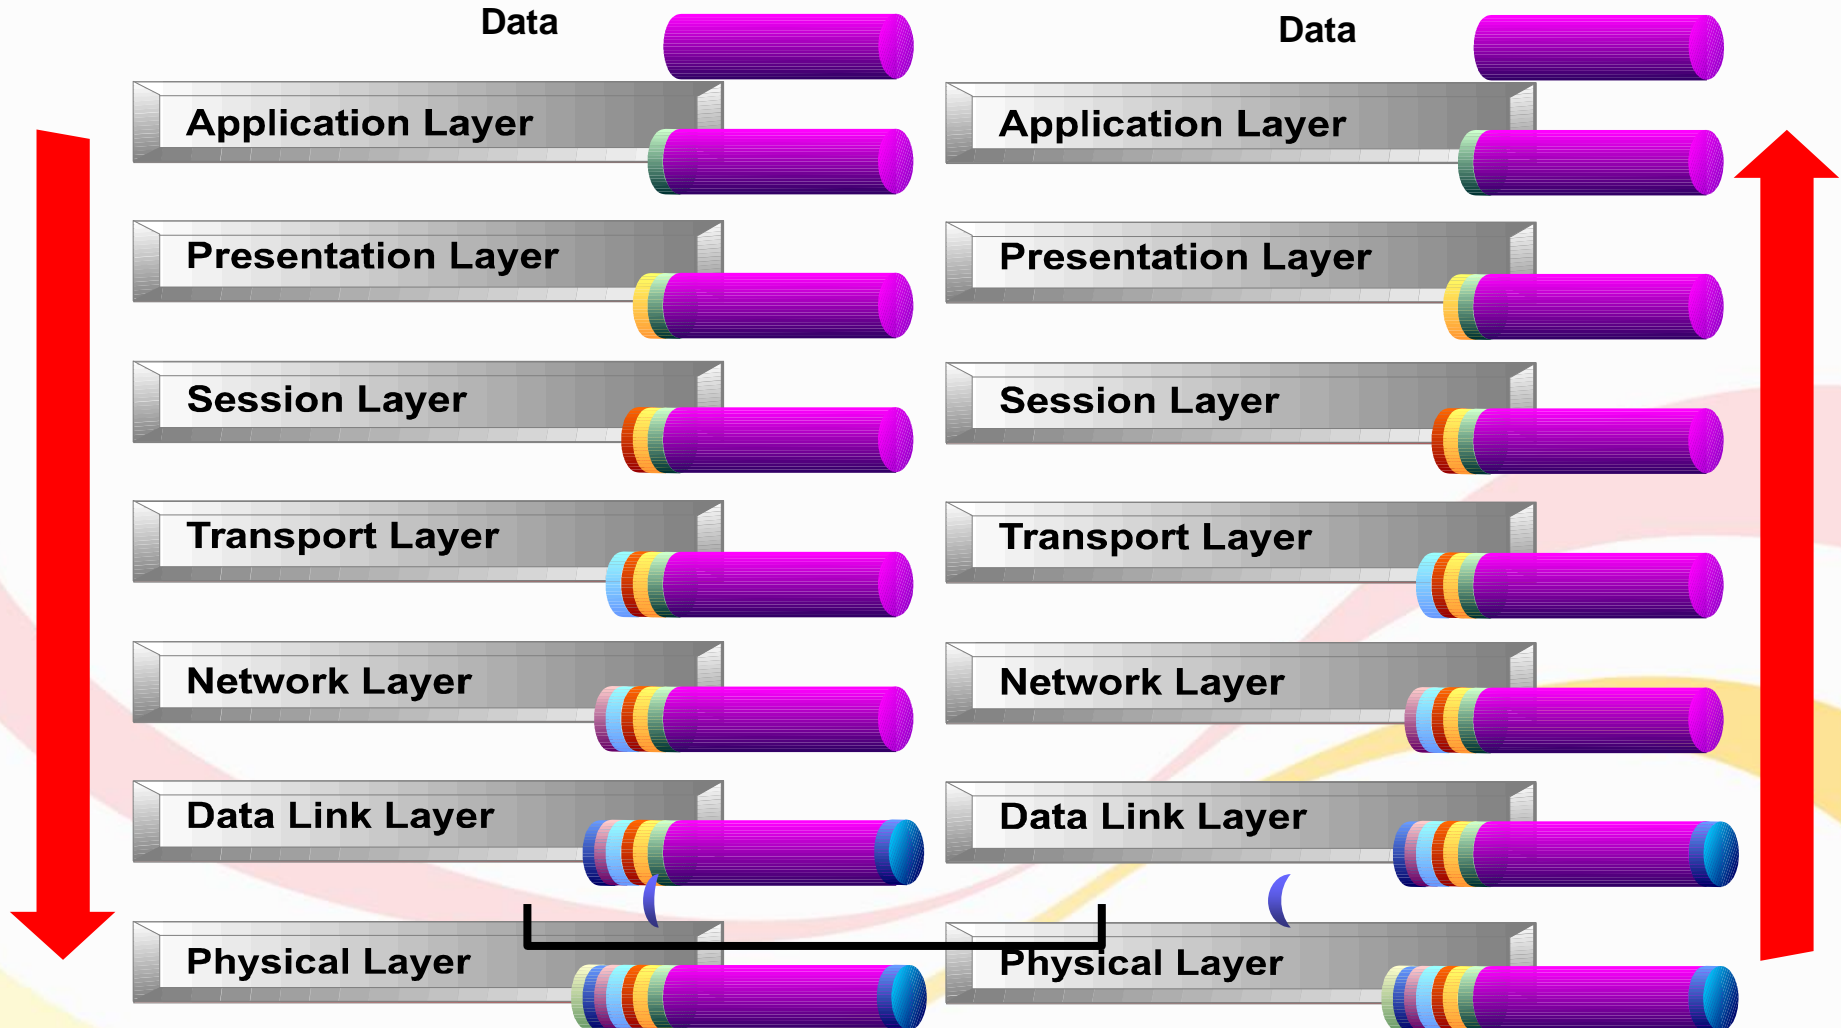 Data
Application Layer
Presentation Layer
Session Layer
Transport Layer
Network Layer
Data Link Layer
Physical Layer
Data
Application Layer
Presentation Layer
Session Layer
Transport Layer
Network Layer
Data Link Layer
Physical Layer